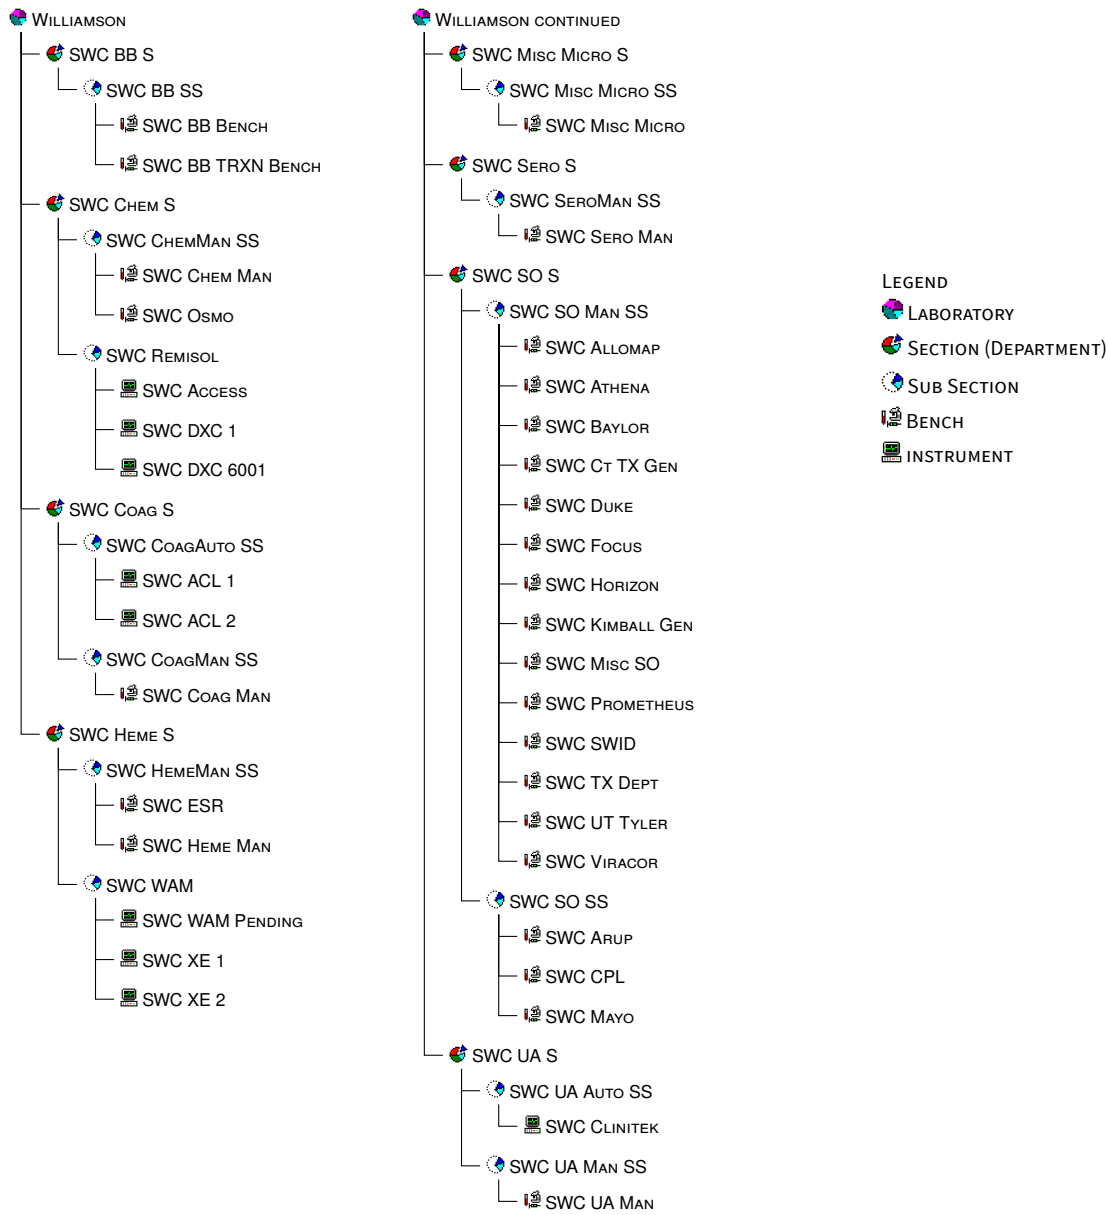 Williamson
SWC BB S
SWC BB SS
SWC BB Bench
SWC BB TRXN Bench
SWC Chem S
SWC ChemMan SS
SWC Chem Man
SWC Osmo
SWC Remisol
SWC Access
SWC DXC 1
SWC DXC 6001
SWC Coag S
SWC CoagAuto SS
SWC ACL 1
SWC ACL 2
SWC CoagMan SS
SWC Coag Man
SWC Heme S
SWC HemeMan SS
SWC ESR
SWC Heme Man
SWC WAM
SWC WAM Pending
SWC XE 1
SWC XE 2
Williamson continued
SWC Misc Micro S
SWC Misc Micro SS
SWC Misc Micro
SWC Sero S
SWC SeroMan SS
SWC Sero Man
SWC SO S
SWC SO Man SS
SWC Allomap
SWC Athena
SWC Baylor
SWC Ct TX Gen
SWC Duke
SWC Focus
SWC Horizon
SWC Kimball Gen
SWC Misc SO
SWC Prometheus
SWC SWID
SWC TX Dept
SWC UT Tyler
SWC Viracor
SWC SO SS
SWC Arup
SWC CPL
SWC Mayo
SWC UA S
SWC UA Auto SS
SWC Clinitek
SWC UA Man SS
SWC UA Man
Legend
Laboratory
Section (Department)
Sub Section
Bench
instrument